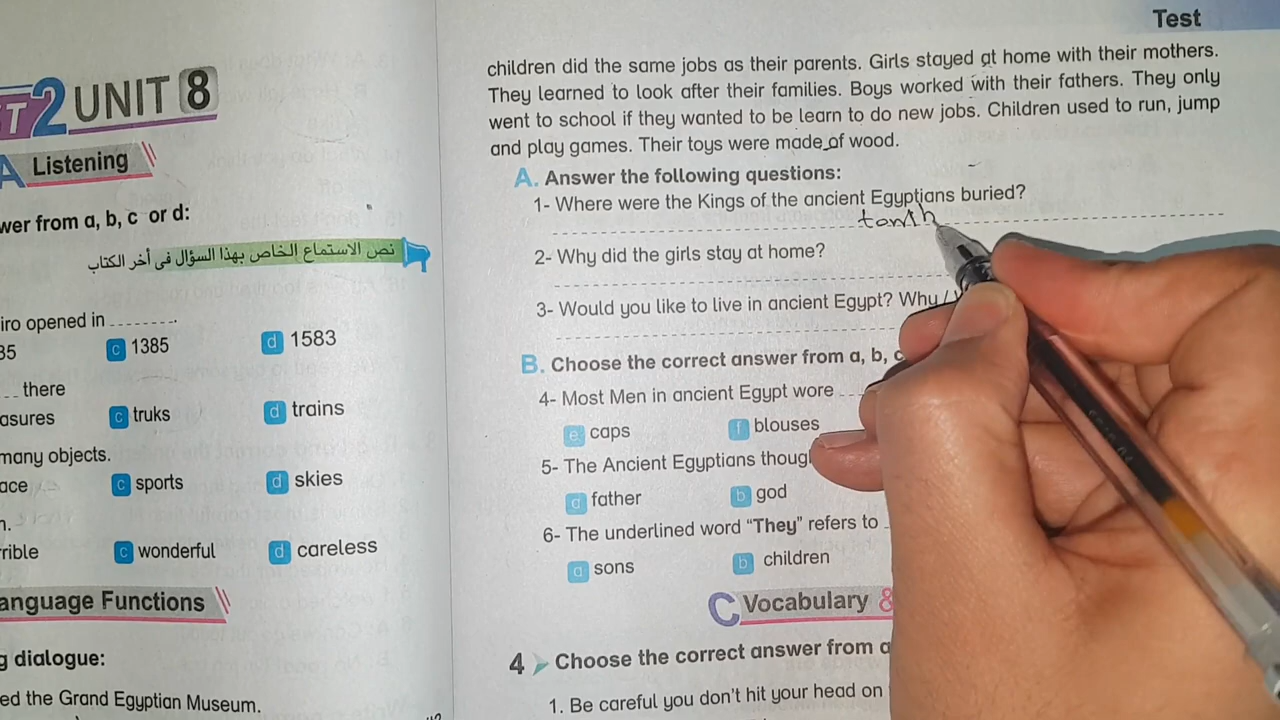 T 2 UNIT 8
A Listening
wer from a, b, c or d:
نص الاستماع الخاص بهذا السؤال فى أخر الكتاب
iro opened in
35 c 1385 d 1583
there
asures c truks d trains
many objects.
ace c sports d skies
n.
rrible c wonderful d careless
anguage Functions
g dialogue:
ed the Grand Egyptian Museum.
Test
children did the same jobs as their parents. Girls stayed at home with their mothers.
They learned to look after their families. Boys worked with their fathers. They only
went to school if they wanted to be learn to do new jobs. Children used to run, jump
and play games. Their toys were made of wood.
A. Answer the following questions:
1- Where were the Kings of the ancient Egyptians buried?
2- Why did the girls stay at home?
3- Would you like to live in ancient Egypt? Why /
B. Choose the correct answer from a, b, c
4- Most Men in ancient Egypt wore
e caps f blouses
5- The Ancient Egyptians though
a father b god
6- The underlined word “They” refers to
a sons b children
C Vocabulary &
4 Choose the correct answer from a
1. Be careful you don’t hit your head on